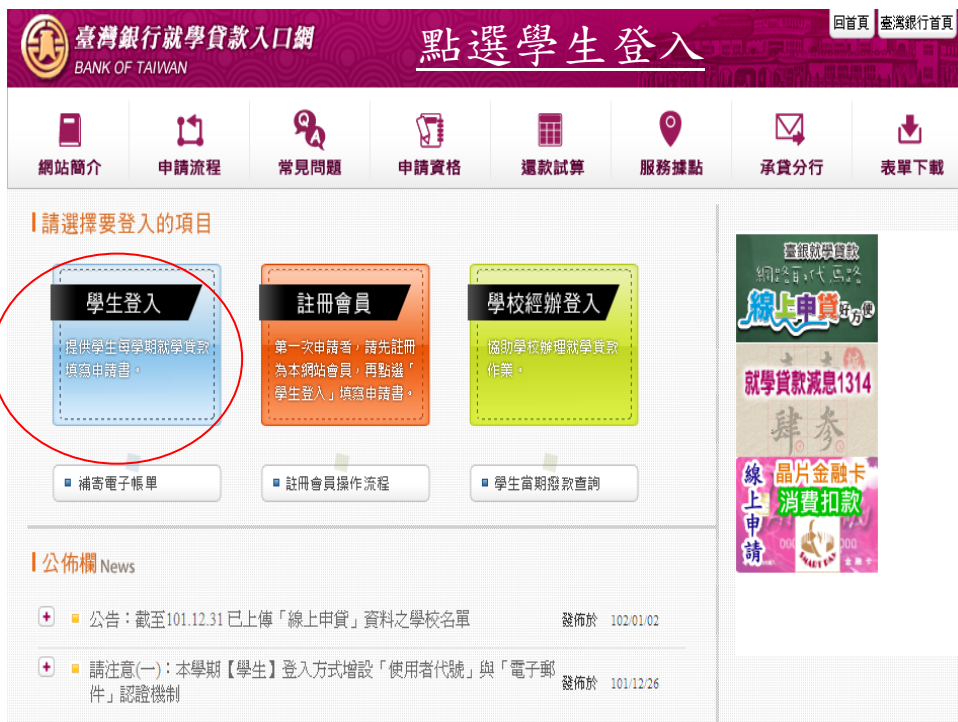 臺灣銀行就學貸款入口網
BANK OF TAIWAN
點選學生登入
回首頁
臺灣銀行首頁
網站簡介
申請流程
常見問題
申請資格
還款試算
服務據點
承貸分行
表單下載
請選擇要登入的項目
學生登入
提供學生每學期就學貸款
填寫申請書。
註冊會員
第一次申請者,請先註冊
為本網站會員,再點選「
學生登入」填寫申請書。
學校經辦登入
協助學校辦理就學貸款
作業。
補寄電子帳單
註冊會員操作流程
學生當期撥款查詢
臺銀就學貸款
線上申貸好方便
就學貸款減息1314
肆 參
線上申請
晶片金融卡
消費扣款
SMART PAY
公佈欄 News
公告:截至101.12.31 已上傳「線上申貸」資料之學校名單
發佈於 102/01/02
請注意(一):本學期【學生】登入方式增設「使用者代號」與「電子郵
件」認證機制
發佈於 101/12/26